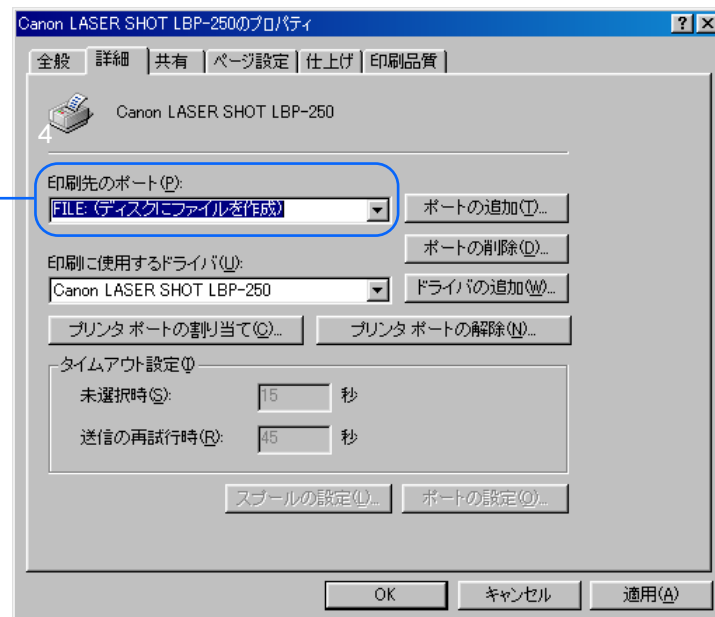 Canon LASER SHOT LBP-250のプロパティ
全般 詳細 共有 ページ設定 仕上げ 印刷品質
Canon LASER SHOT LBP-250
4
印刷先のポート(P):
FILE: (ディスクにファイルを作成) ポートの追加(T)...
ポートの削除(D)...
印刷に使用するドライバ(U):
Canon LASER SHOT LBP-250 ドライバの追加(W)...
プリンタ ポートの割り当て(C)... プリンタ ポートの解除(N)...
タイムアウト設定(I)
未選択時(S): 15 秒
送信の再試行時(R): 45 秒
スプールの設定(L)... ポートの設定(O)...
OK キャンセル 適用(A)